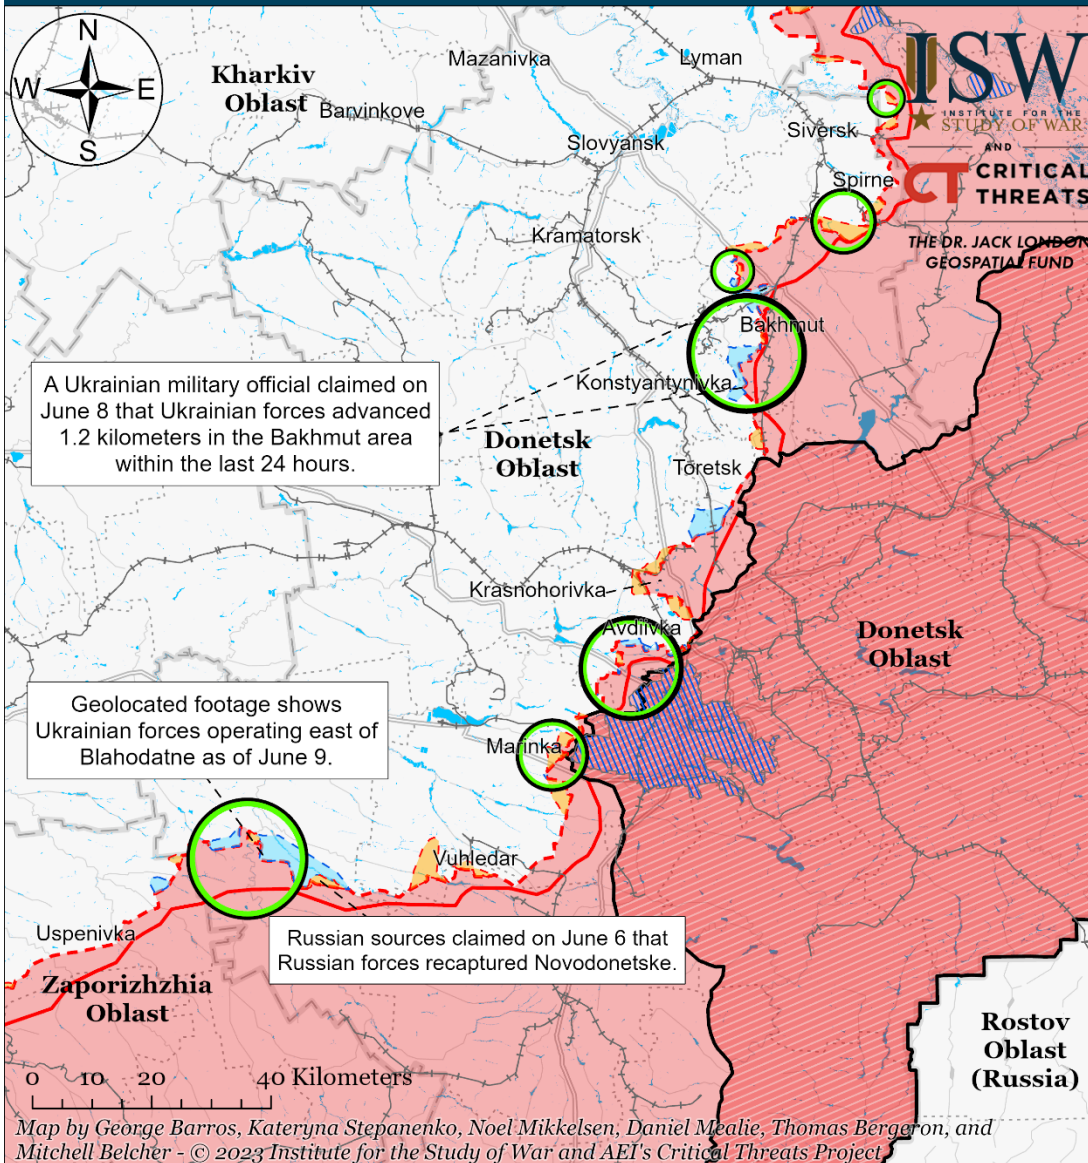 N
W
E
S
Kharkiv
Oblast
Mazanivka
Lyman
Barvinkove
Slovyansk
Siversk
Spirne
Kramatorsk
ISW
INSTITUTE FOR THE
STUDY OF WAR
AND
CT CRITICAL
THREATS
THE DR. JACK LONDON
GEOSPATIAL FUND
Bakhmut
Konstyantynivka
A Ukrainian military official claimed on
June 8 that Ukrainian forces advanced
1.2 kilometers in the Bakhmut area
within the last 24 hours.
Donetsk
Oblast
Toretsk
Krasnohorivka
Avdiivka
Donetsk
Oblast
Geolocated footage shows
Ukrainian forces operating east of
Blahodatne as of June 9.
Marinka
Vuhledar
Uspenivka
Russian sources claimed on June 6 that
Russian forces recaptured Novodonetske.
Zaporizhzhia
Oblast
Rostov
Oblast
(Russia)
0 10 20 40 Kilometers
Map by George Barros, Kateryna Stepanenko, Noel Mikkelsen, Daniel Mealie, Thomas Bergeron, and
Mitchell Belcher - © 2023 Institute for the Study of War and AEI's Critical Threats Project